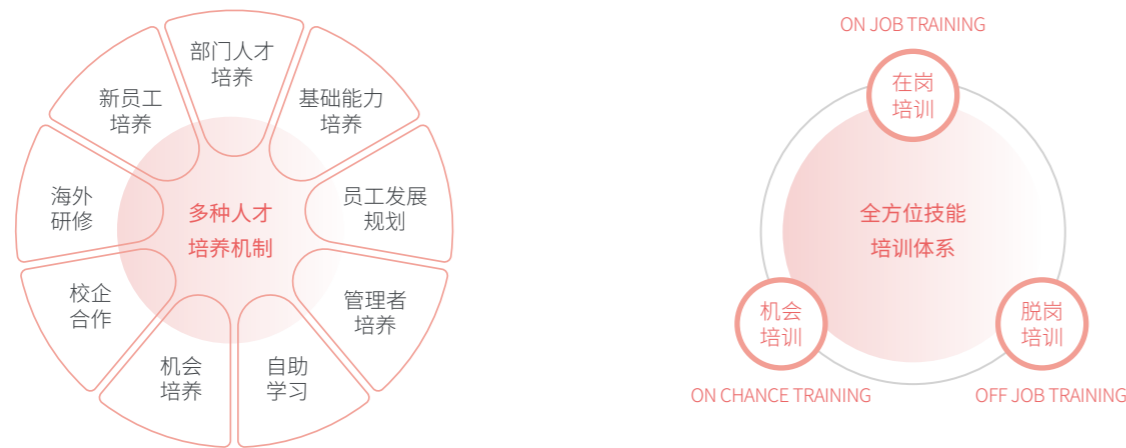 部门人才
培养
基础能力
培养
员工发展
规划
管理者
培养
自助
学习
机会
培养
校企
合作
海外
研修
新员工
培养
多种人才
培养机制
ON JOB TRAINING
在岗
培训
全方位技能
培训体系
机会
培训
ON CHANCE TRAINING
脱岗
培训
OFF JOB TRAINING